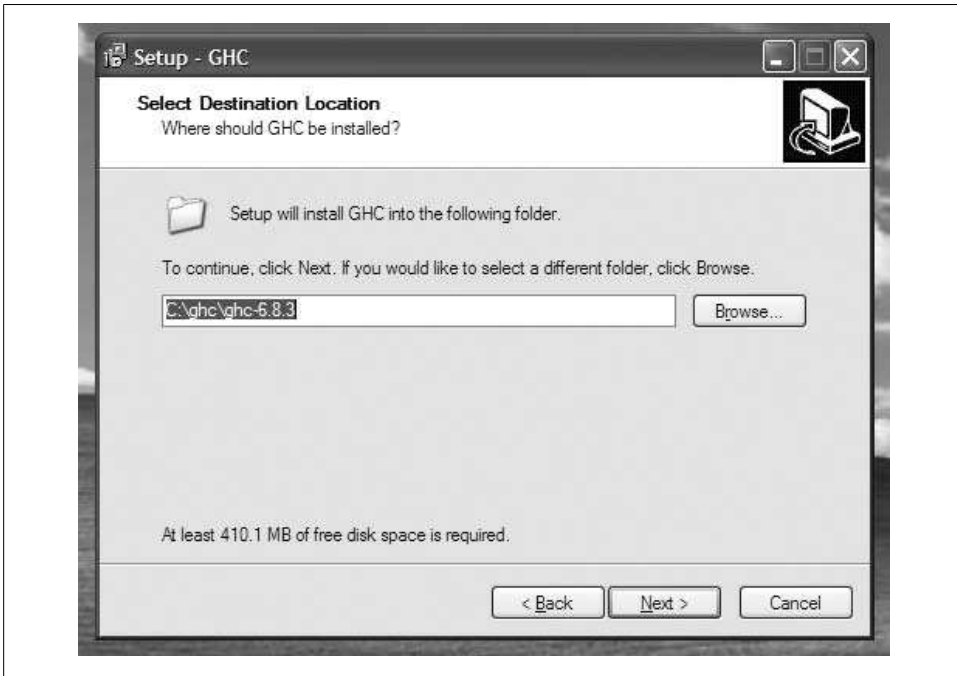 Setup - GHC
Select Destination Location
Where should GHC be installed?
Setup will install GHC into the following folder.
To continue, click Next. If you would like to select a different folder, click Browse.
C:\ghc\ghc-6.8.3
Browse...
At least 410.1 MB of free disk space is required.
< Back
Next >
Cancel